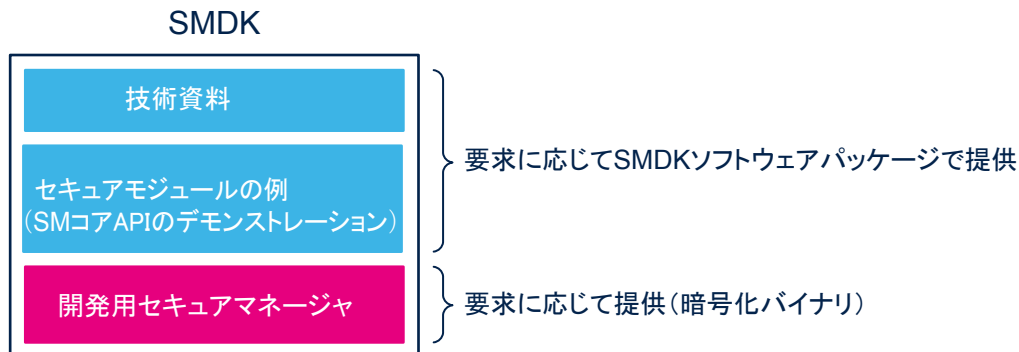 SMDK
技術資料
要求に応じてSMDKソフトウェアパッケージで提供
セキュアモジュールの例
(SMコアAPIのデモンストレーション)
開発用セキュアマネージャ
要求に応じて提供(暗号化バイナリ)